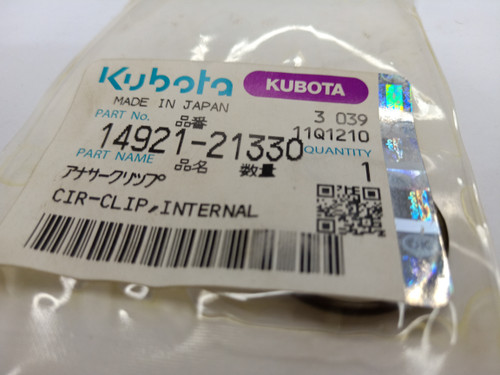 Kubota KUBOTA
MADE IN JAPAN 3 039
PART No. 品番 11Q1210
14921-21330 QUANTITY
PART NAME 品名 数量 1
アナサークリツプ
CIR-CLIP,INTERNAL